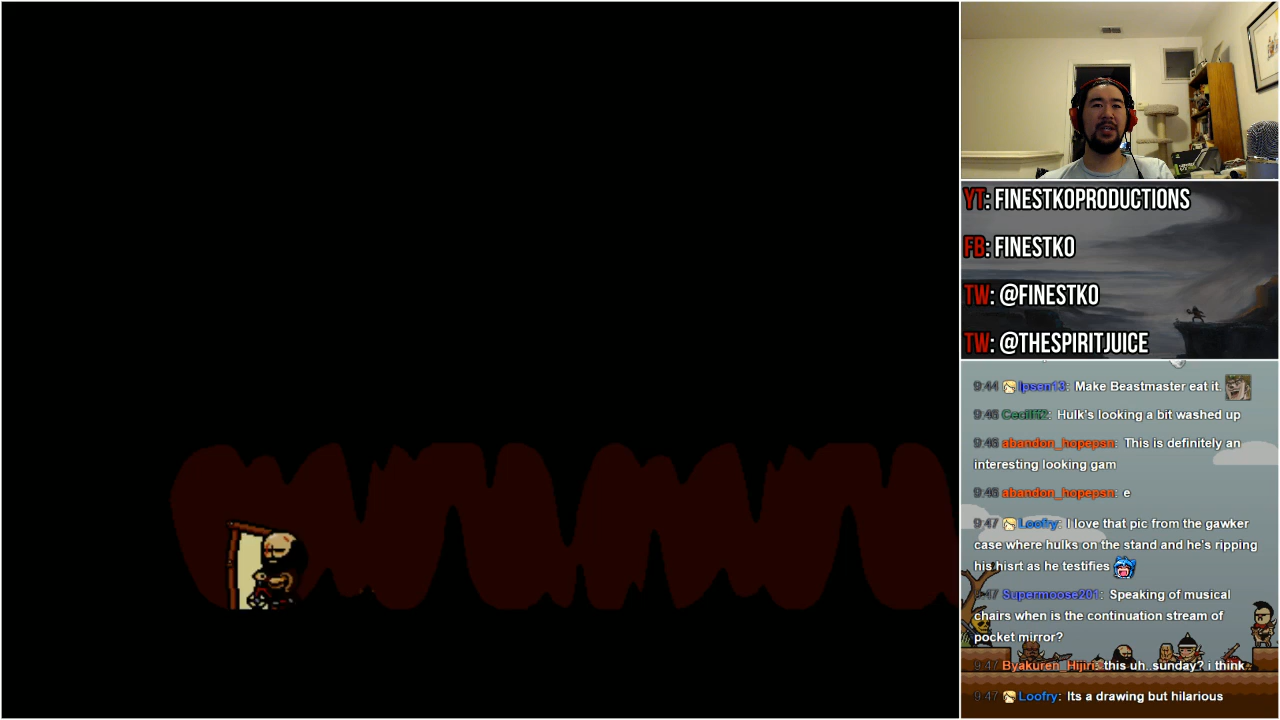 YT: FINESTKOPRODUCTIONS
FB: FINESTKO
TW: @FINESTKO
TW: @THESPIRITJUICE
9:44 Ipsen13: Make Beastmaster eat it.
9:46 Cecilff2: Hulk's looking a bit washed up
9:46 abandon_hopepsn: This is definitely an
interesting looking gam
9:46 abandon_hopepsn: e
9:47 Loofry: I love that pic from the gawker
case where hulks on the stand and he's ripping
his hisrt as he testifies
9:47 Supermoose201: Speaking of musical
chairs when is the continuation stream of
pocket mirror?
9:47 Byakuren_Hijiri: this uh..sunday? i think
9:47 Loofry: Its a drawing but hilarious